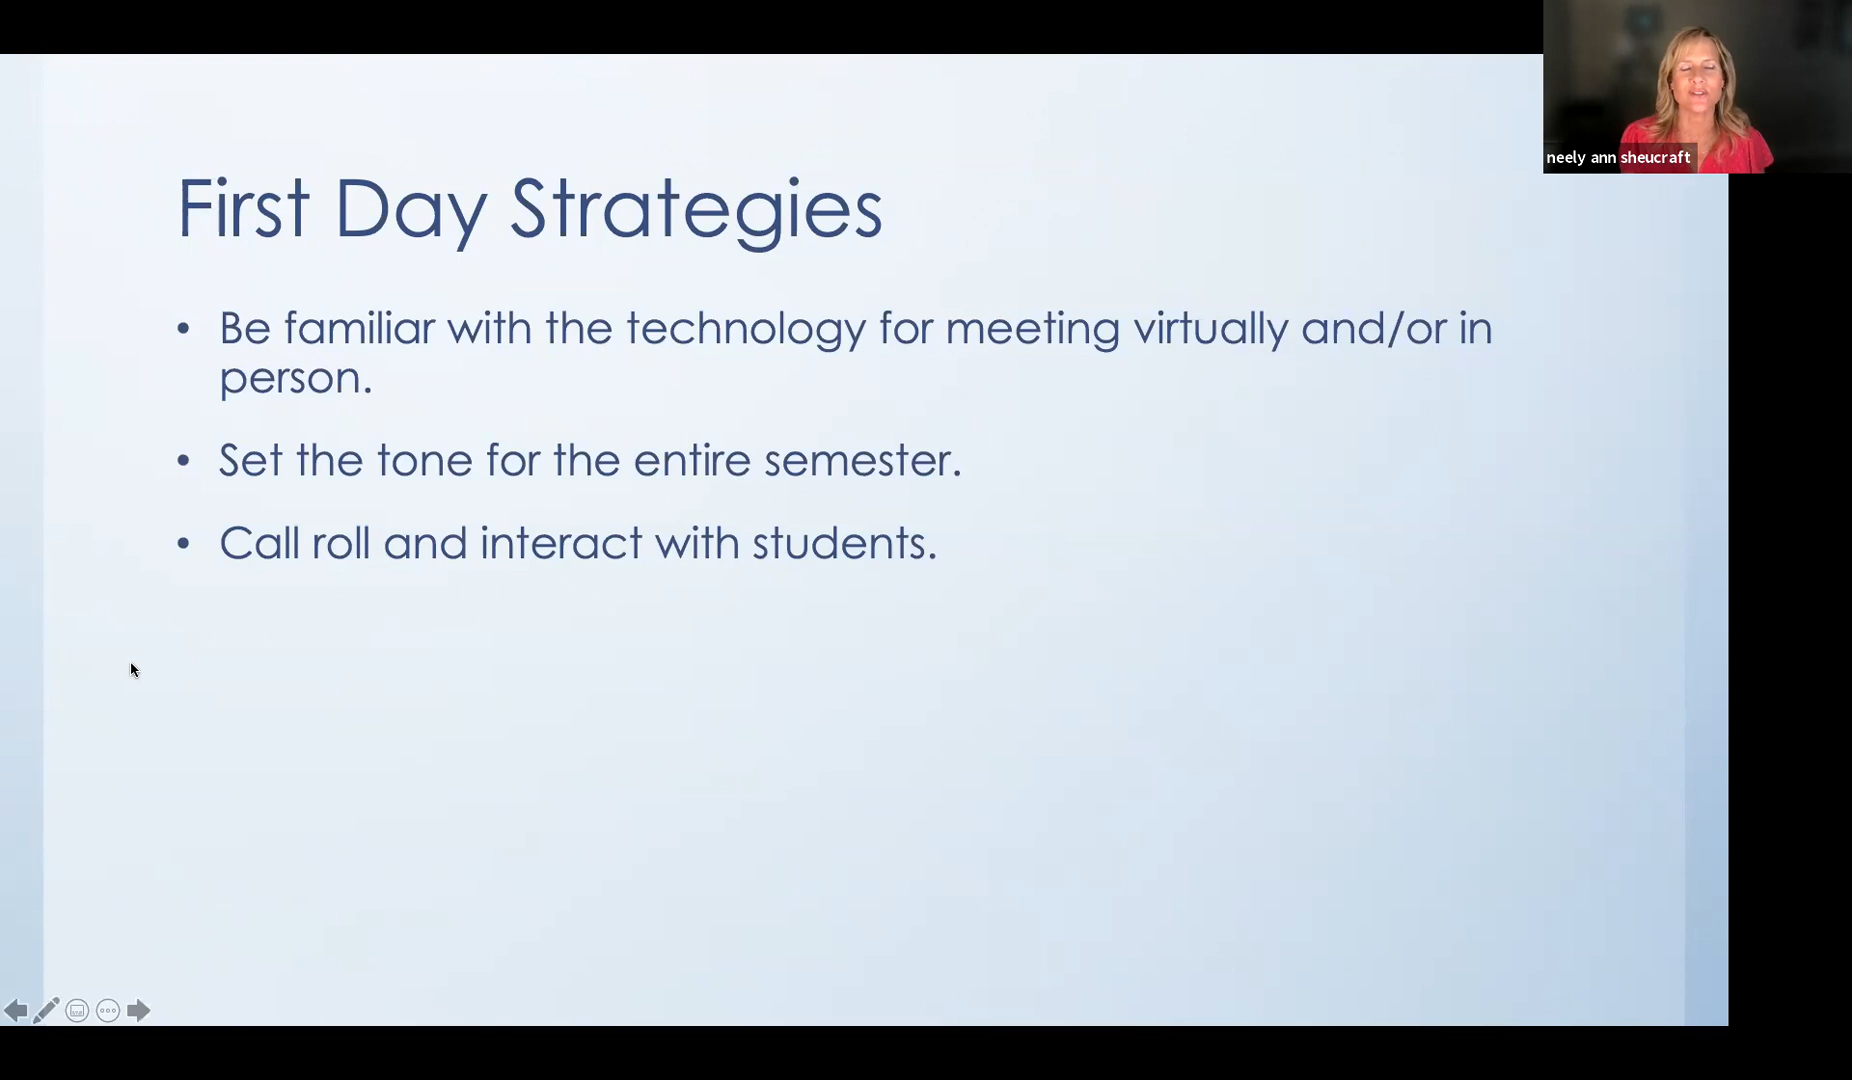 neely ann sheucraft
First Day Strategies
• Be familiar with the technology for meeting virtually and/or in
person.
• Set the tone for the entire semester.
• Call roll and interact with students.